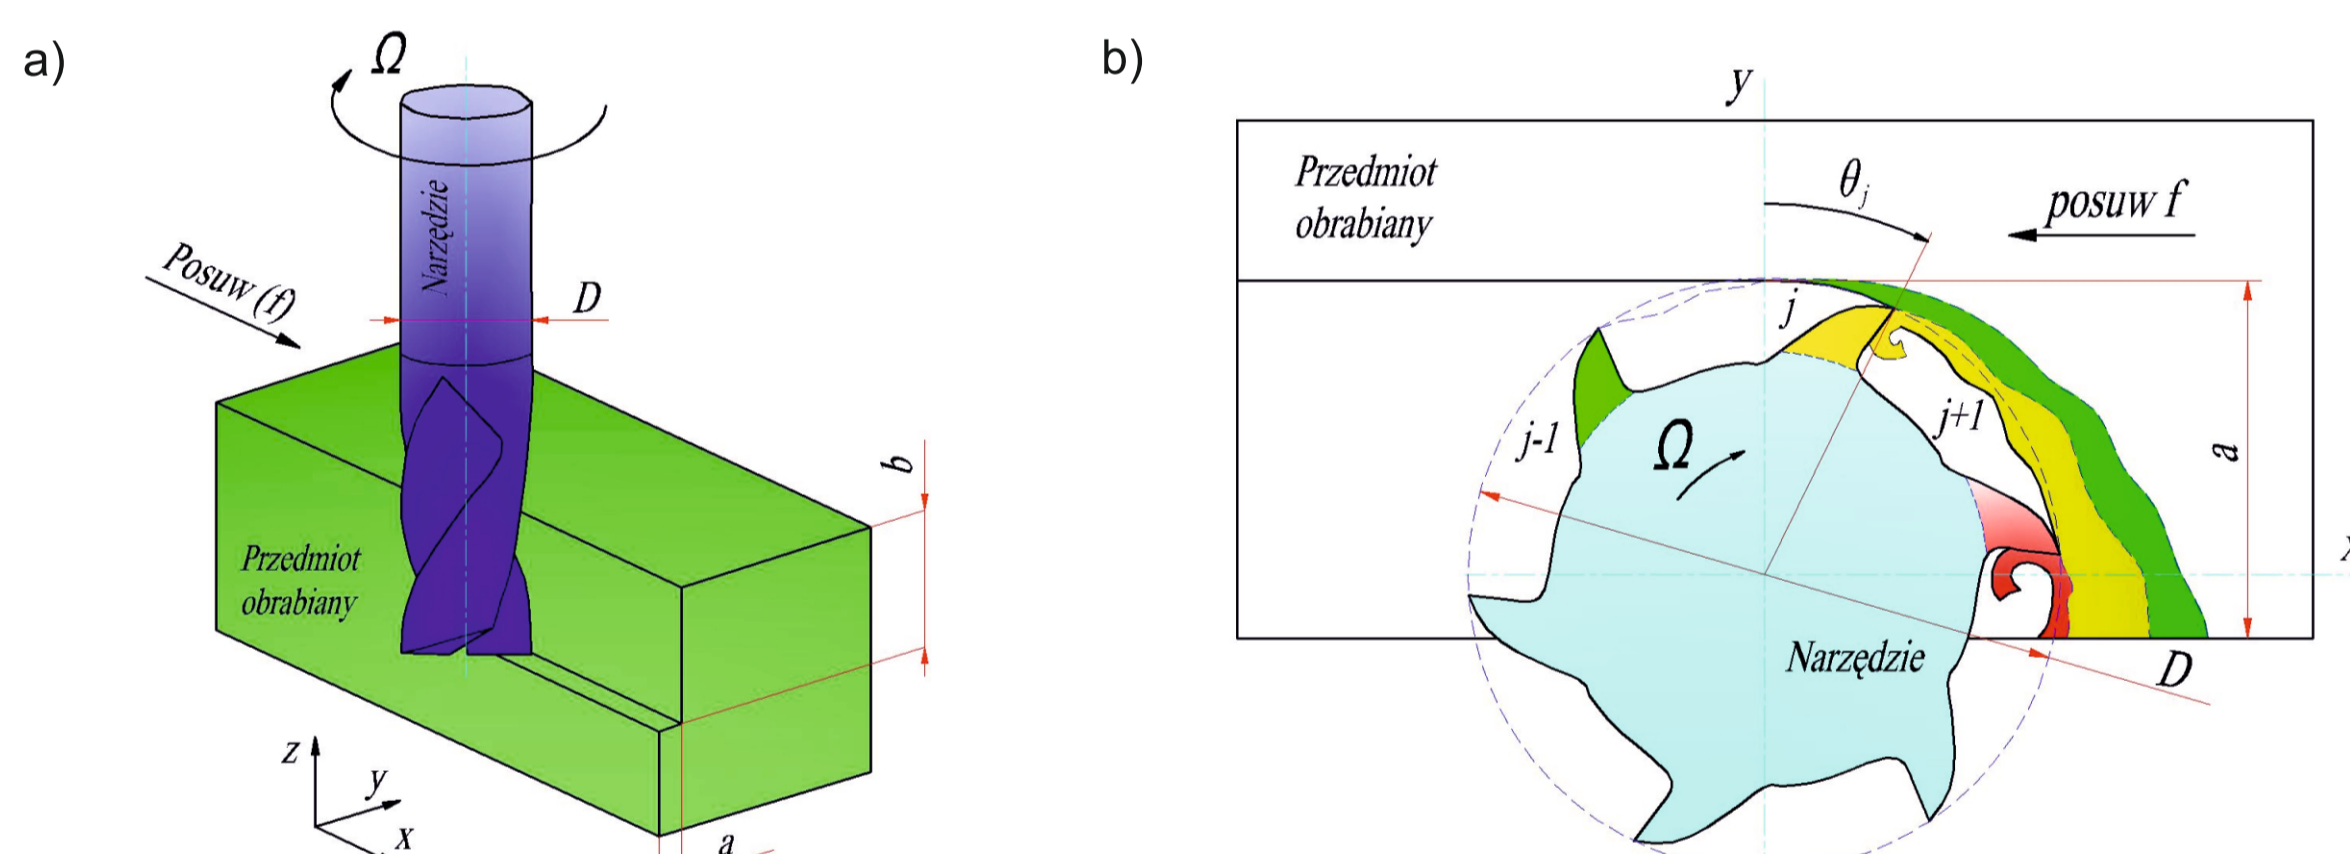 a)
Ω
Narzędzie
Posuw (f)
D
b
Przedmiot
obrabiany
z
y
x
a
b)
y
Przedmiot
obrabiany
θj
posuw f
j
j-1
j+1
Ω
a
x
Narzędzie
D